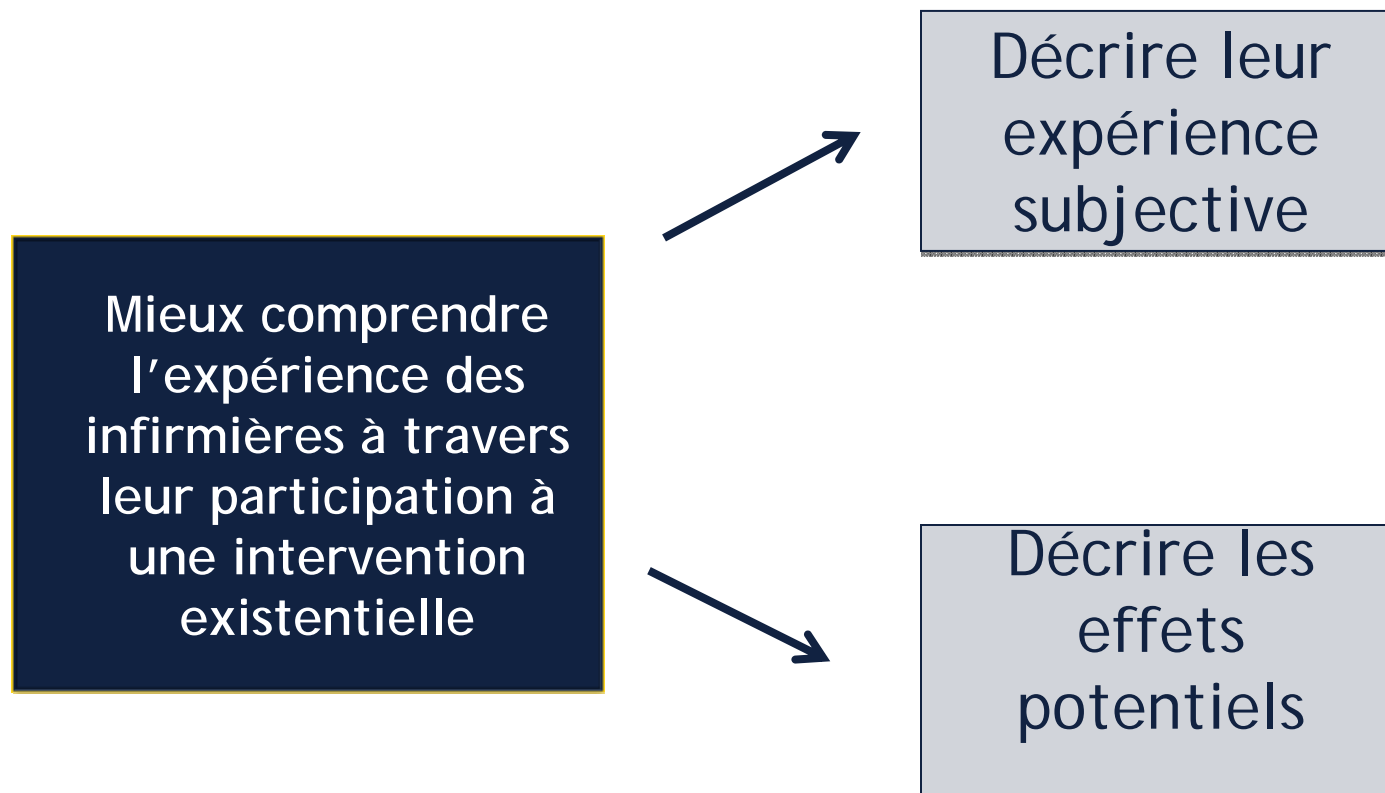 Décrire leur
expérience
subjective
Mieux comprendre
l'expérience des
infirmières à travers
leur participation à
une intervention
existentielle
Décrire les
effets
potentiels